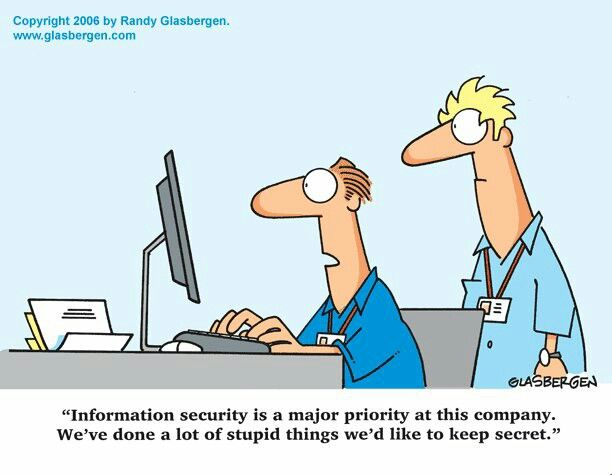 Copyright 2006 by Randy Glasbergen.
www.glasbergen.com
GLASBERGEN
“Information security is a major priority at this company.
We’ve done a lot of stupid things we’d like to keep secret.”